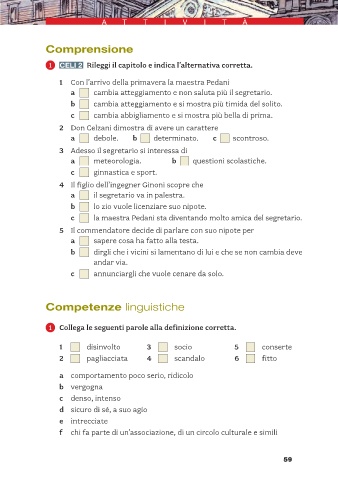 ATTIVITÀ
Comprensione
1 CELI 2 Rileggi il capitolo e indica l'alternativa corretta.
1 Con l'arrivo della primavera la maestra Pedani
a cambia atteggiamento e non saluta più il segretario.
b cambia atteggiamento e si mostra più timida del solito.
c cambia abbigliamento e si mostra più bella di prima.
2 Don Celzani dimostra di avere un carattere
a debole. b determinato. c scontroso.
3 Adesso il segretario si interessa di
a meteorologia. b questioni scolastiche.
c ginnastica e sport.
4 Il figlio dell'ingegner Ginoni scopre che
a il segretario va in palestra.
b lo zio vuole licenziare suo nipote.
c la maestra Pedani sta diventando molto amica del segretario.
5 Il commendatore decide di parlare con suo nipote per
a sapere cosa ha fatto alla testa.
b dirgli che i vicini si lamentano di lui e che se non cambia deve
andar via.
c annunciargli che vuole cenare da solo.
Competenze linguistiche
1 Collega le seguenti parole alla definizione corretta.
1 disinvolto 3 socio 5 conserte
2 pagliacciata 4 scandalo 6 fitto
a comportamento poco serio, ridicolo
b vergogna
c denso, intenso
d sicuro di sé, a suo agio
e intrecciate
f chi fa parte di un'associazione, di un circolo culturale e simili
59